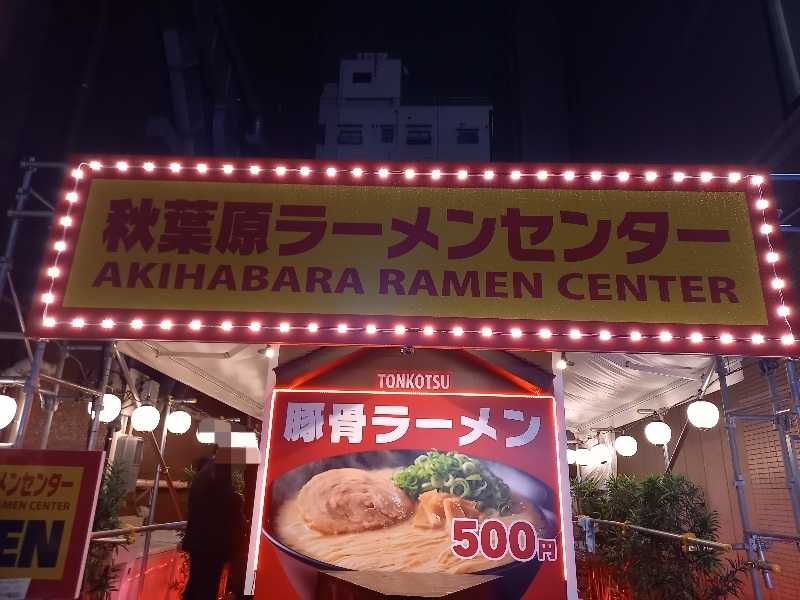 秋葉原ラーメンセンター
AKIHABARA RAMEN CENTER
TONKOTSU
豚骨ラーメン
500円
メンセンター
MEN CENTER
EN